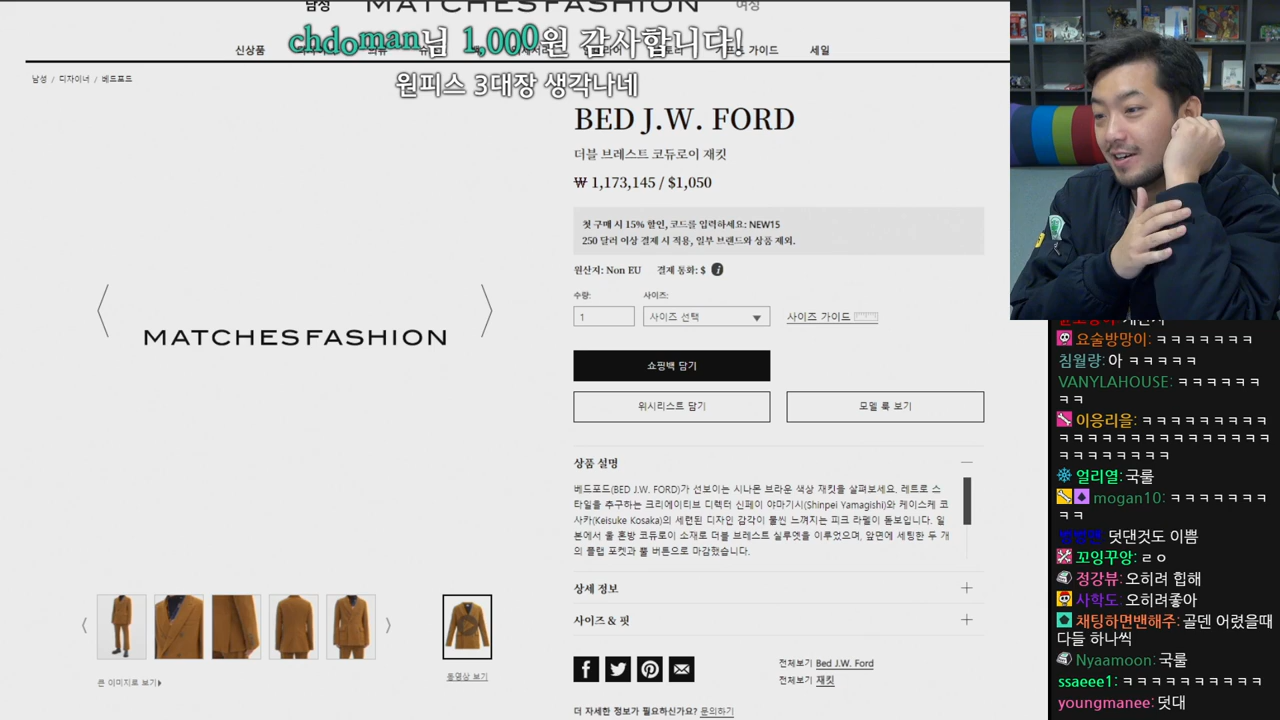 남성
MATCHESFASHION
여성
chdoman님 1,000원 감사합니다!
신상품
가이드
세일
원피스 3대장 생각나네
남성 / 디자이너 / 베드포드
BED J.W. FORD
더블 브레스트 코듀로이 재킷
₩ 1,173,145 / $1,050
첫 구매 시 15% 할인, 코드를 입력하세요: NEW15
250 달러 이상 결제 시 적용, 일부 브랜드와 상품 제외.
원산지: Non EU 결제 통화: $ i
수량: 사이즈:
1 사이즈 선택 사이즈 가이드
MATCHESFASHION
쇼핑백 담기
위시리스트 담기 모델 룩 보기
상품 설명
베드포드(BED J.W. FORD)가 선보이는 시나몬 브라운 색상 재킷을 살펴보세요. 레트로 스
타일을 추구하는 크리에이티브 디렉터 신페이 야마기시(Shinpei Yamagishi)와 케이스케 코
사카(Keisuke Kosaka)의 세련된 디자인 감각이 물씬 느껴지는 피크 라펠이 돋보입니다. 일
본에서 울 혼방 코듀로이 소재로 더블 브레스트 실루엣을 이루었으며, 앞면에 세팅한 두 개
의 플랩 포켓과 뿔 버튼으로 마감했습니다.
상세 정보
사이즈 & 핏
큰 이미지로 보기
동영상 보기
전체보기 Bed J.W. Ford
전체보기 재킷
더 자세한 정보가 필요하신가요? 문의하기
요술방망이: ㅋㅋㅋㅋㅋㅋㅋ
침월량: 아 ㅋㅋㅋㅋㅋ
VANYLAHOUSE: ㅋㅋㅋㅋㅋㅋ
ㅋㅋ
이응리을: ㅋㅋㅋㅋㅋㅋㅋㅋㅋ
ㅋㅋㅋㅋㅋㅋㅋㅋㅋㅋㅋㅋㅋㅋㅋ
ㅋㅋㅋㅋㅋㅋㅋㅋ
얼리열: 국룰
mogan10: ㅋㅋㅋㅋㅋㅋㅋ
ㅋㅋ
덧댄것도 이쁨
꼬잉꾸앙: ㄹㅇ
정강뷰: 오히려 힙해
사학도: 오히려좋아
채팅하면밴해주: 골덴 어렸을때
다들 하나씩
Nyaamoon: 국룰
ssaeee1: ㅋㅋㅋㅋㅋㅋㅋㅋㅋㅋ
youngmanee: 덧대